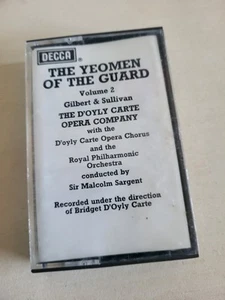 DECCA
THE YEOMEN
OF THE GUARD
Volume 2
Gilbert & Sullivan
THE D'OYLY CARTE
OPERA COMPANY
with the
D'oyly Carte Opera Chorus
and the
Royal Philharmonic
Orchestra
conducted by
Sir Malcolm Sargent
Recorded under the direction
of Bridget D'Oyly Carte